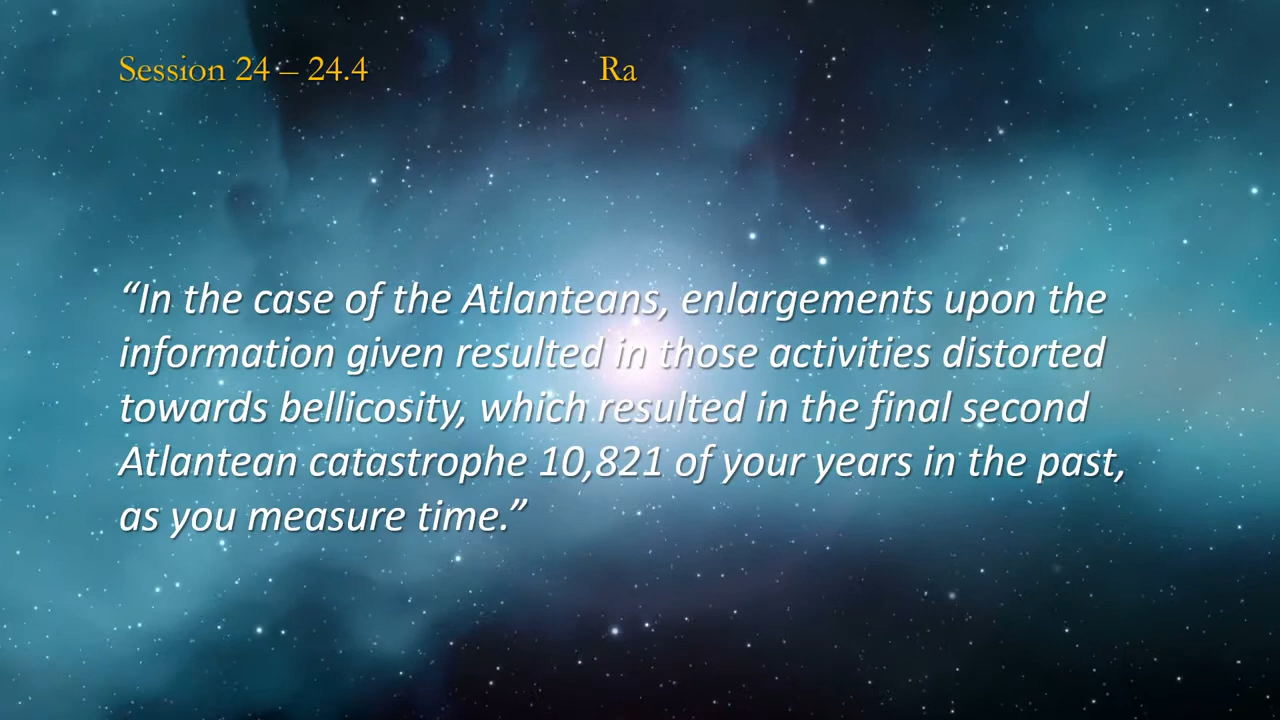 Session 24 – 24.4 Ra
“In the case of the Atlanteans, enlargements upon the
information given resulted in those activities distorted
towards bellicosity, which resulted in the final second
Atlantean catastrophe 10,821 of your years in the past,
as you measure time.”